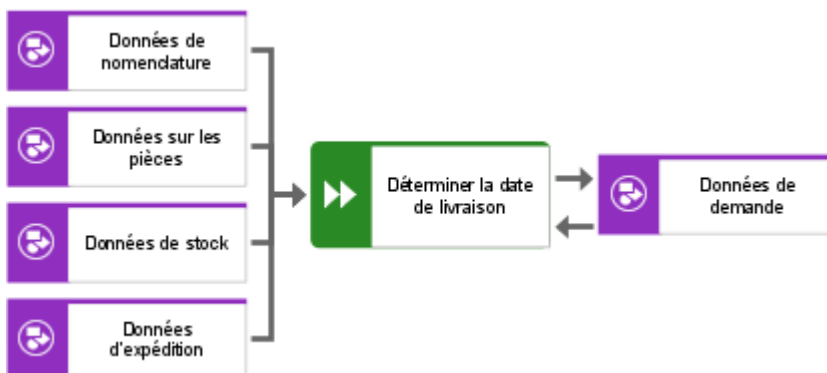 Données de
nomenclature
Données sur les
pièces
Données de stock
Données
d'expédition
Déterminer la date
de livraison
Données de
demande